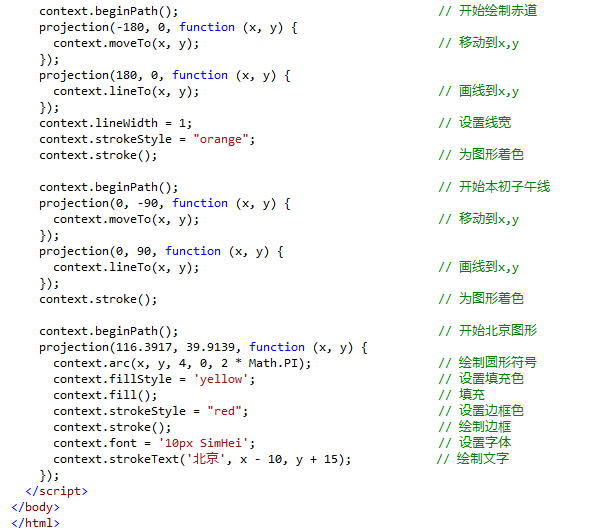 context.beginPath(); // 开始绘制赤道
projection(-180, 0, function (x, y) {
context.moveTo(x, y); // 移动到x,y
});
projection(180, 0, function (x, y) {
context.lineTo(x, y); // 画线到x,y
});
context.lineWidth = 1; // 设置线宽
context.strokeStyle = "orange";
context.stroke(); // 为图形着色
context.beginPath(); // 开始本初子午线
projection(0, -90, function (x, y) {
context.moveTo(x, y); // 移动到x,y
});
projection(0, 90, function (x, y) {
context.lineTo(x, y); // 画线到x,y
});
context.stroke(); // 为图形着色
context.beginPath(); // 开始北京图形
projection(116.3917, 39.9139, function (x, y) {
context.arc(x, y, 4, 0, 2 * Math.PI); // 绘制圆形符号
context.fillStyle = 'yellow'; // 设置填充色
context.fill(); // 填充
context.strokeStyle = "red"; // 设置边框色
context.stroke(); // 绘制边框
context.font = '10px SimHei'; // 设置字体
context.strokeText('北京', x - 10, y + 15); // 绘制文字
});
</script>
</body>
</html>